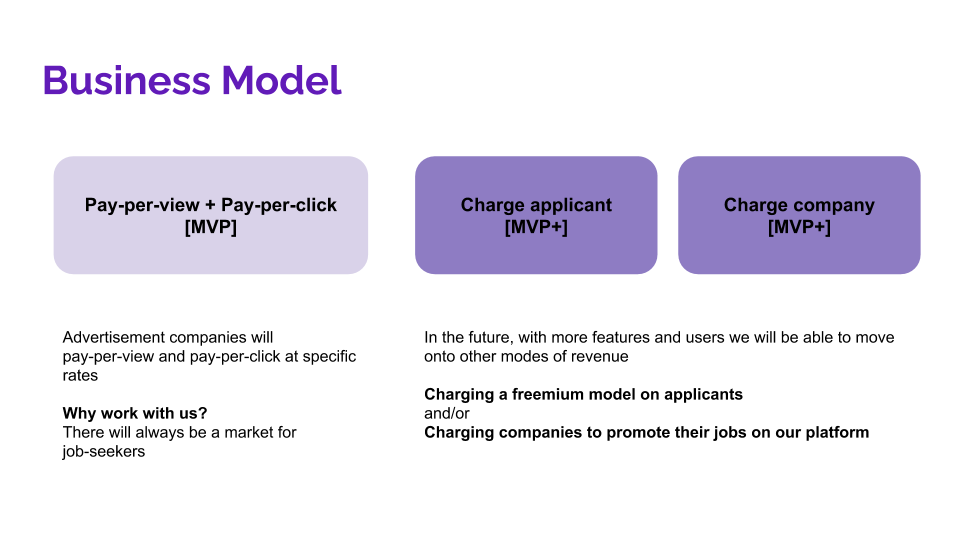 Business Model
Pay-per-view + Pay-per-click
[MVP]
Charge applicant
[MVP+]
Charge company
[MVP+]
Advertisement companies will
pay-per-view and pay-per-click at specific
rates
Why work with us?
There will always be a market for
job-seekers
In the future, with more features and users we will be able to move
onto other modes of revenue
Charging a freemium model on applicants
and/or
Charging companies to promote their jobs on our platform